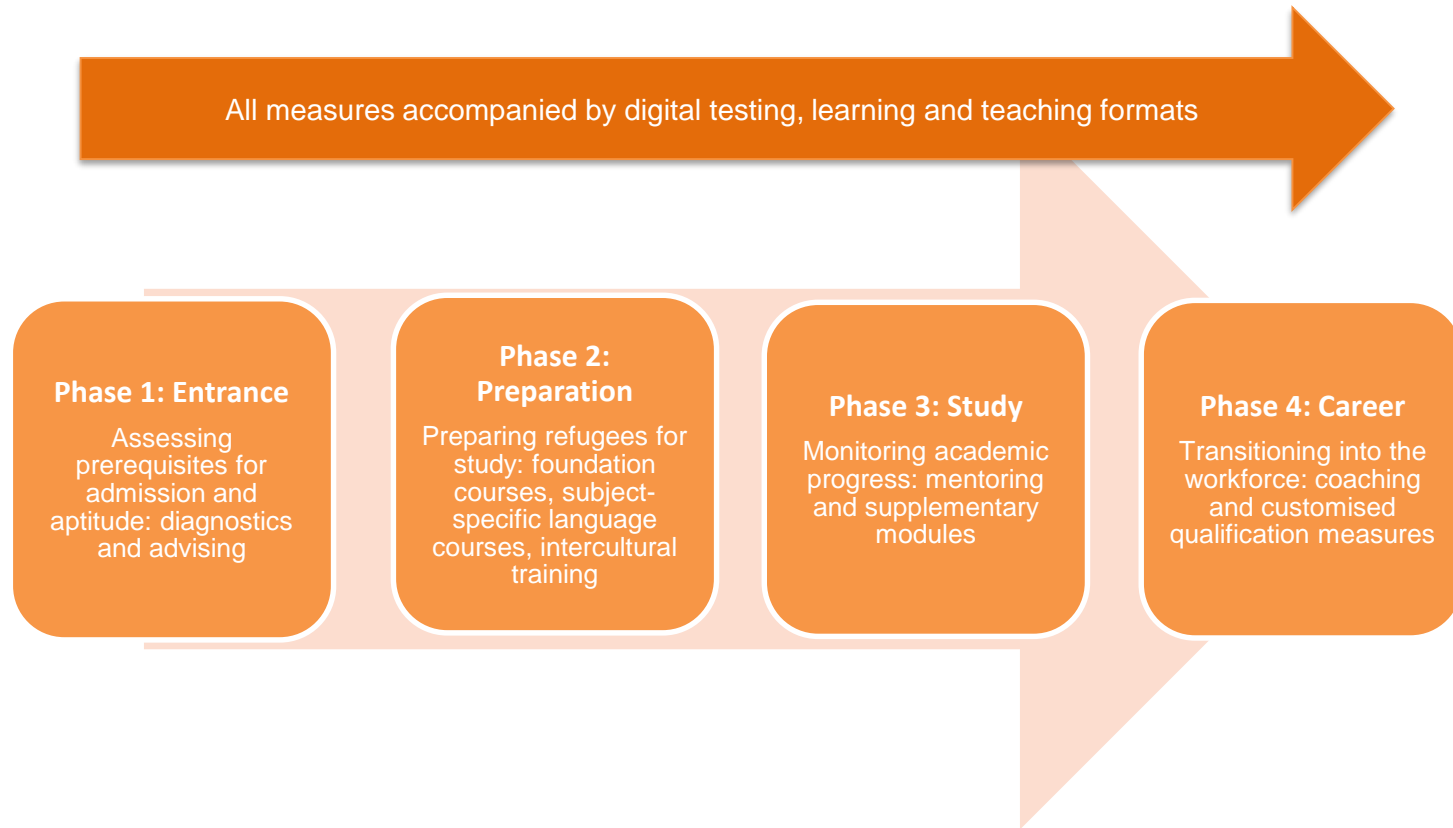 All measures accompanied by digital testing, learning and teaching formats
Phase 1: Entrance
Assessing
prerequisites for
admission and
aptitude: diagnostics
and advising
Phase 2:
Preparation
Preparing refugees for
study: foundation
courses, subject-
specific language
courses, intercultural
training
Phase 3: Study
Monitoring academic
progress: mentoring
and supplementary
modules
Phase 4: Career
Transitioning into the
workforce: coaching
and customised
qualification measures